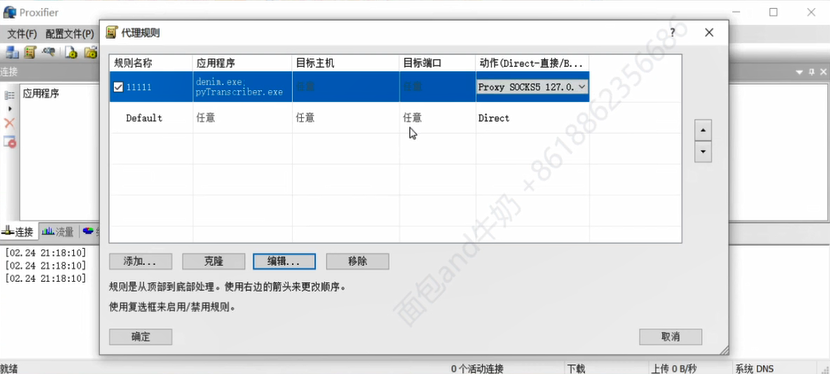 Proxifier
文件(F) 配置文件(P)
代理规则
?
连接
应用程序
规则名称 应用程序 目标主机 目标端口 动作(Direct-直接/B...
11111 denim.exe, 任意 任意 Proxy SOCKS5 127.0.
pyTranscriber.exe
Default 任意 任意 任意 Direct
连接 流量
[02.24 21:18:10]
[02.24 21:18:10]
[02.24 21:18:10]
添加... 克隆 编辑... 移除
规则是从顶部到底部处理。使用右边的箭头来更改顺序。
使用复选框来启用/禁用规则。
确定 取消
就绪 0 个活动连接 下载 上传 0 B/秒 系统 DNS
面包and牛奶 +8618862356686